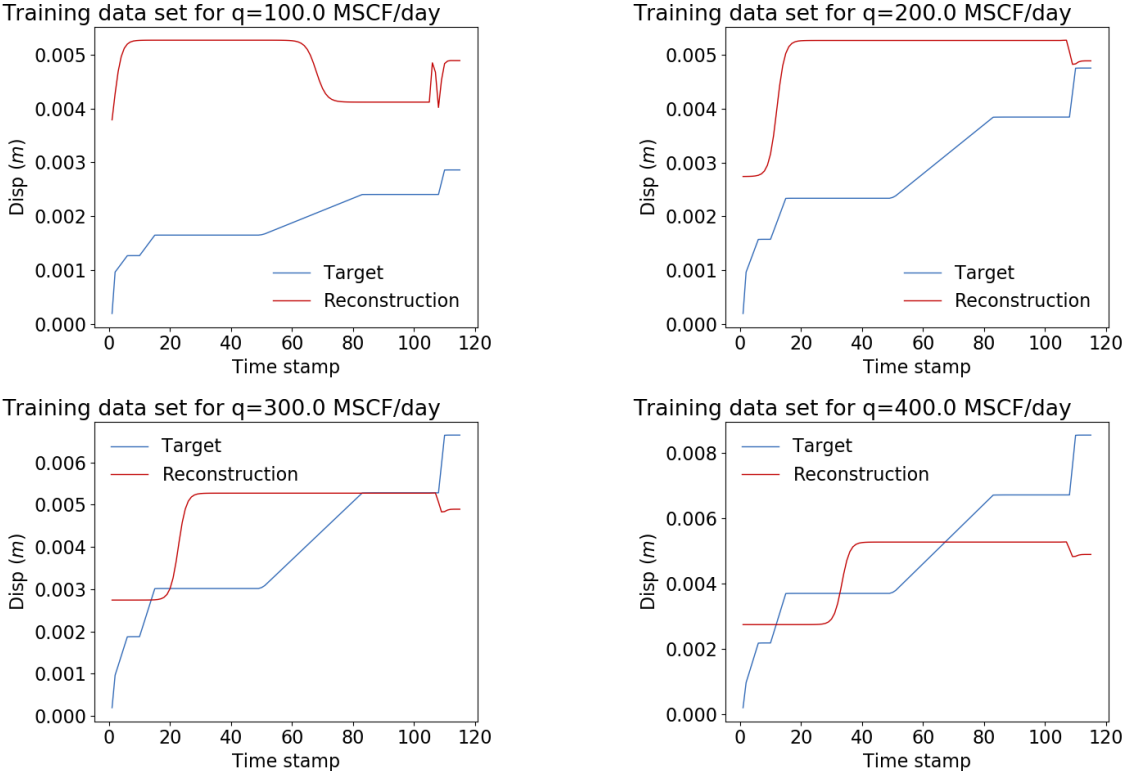 Training data set for q=100.0 MSCF/day
0.005
0.004
0.003
0.002
0.001
0.000
Disp (m)
Target
Reconstruction
0 20 40 60 80 100 120
Time stamp
Training data set for q=200.0 MSCF/day
0.005
0.004
0.003
0.002
0.001
0.000
Disp (m)
Target
Reconstruction
0 20 40 60 80 100 120
Time stamp
Training data set for q=300.0 MSCF/day
Target
Reconstruction
0.006
0.005
0.004
0.003
0.002
0.001
0.000
Disp (m)
0 20 40 60 80 100 120
Time stamp
Training data set for q=400.0 MSCF/day
Target
Reconstruction
0.008
0.006
0.004
0.002
0.000
Disp (m)
0 20 40 60 80 100 120
Time stamp